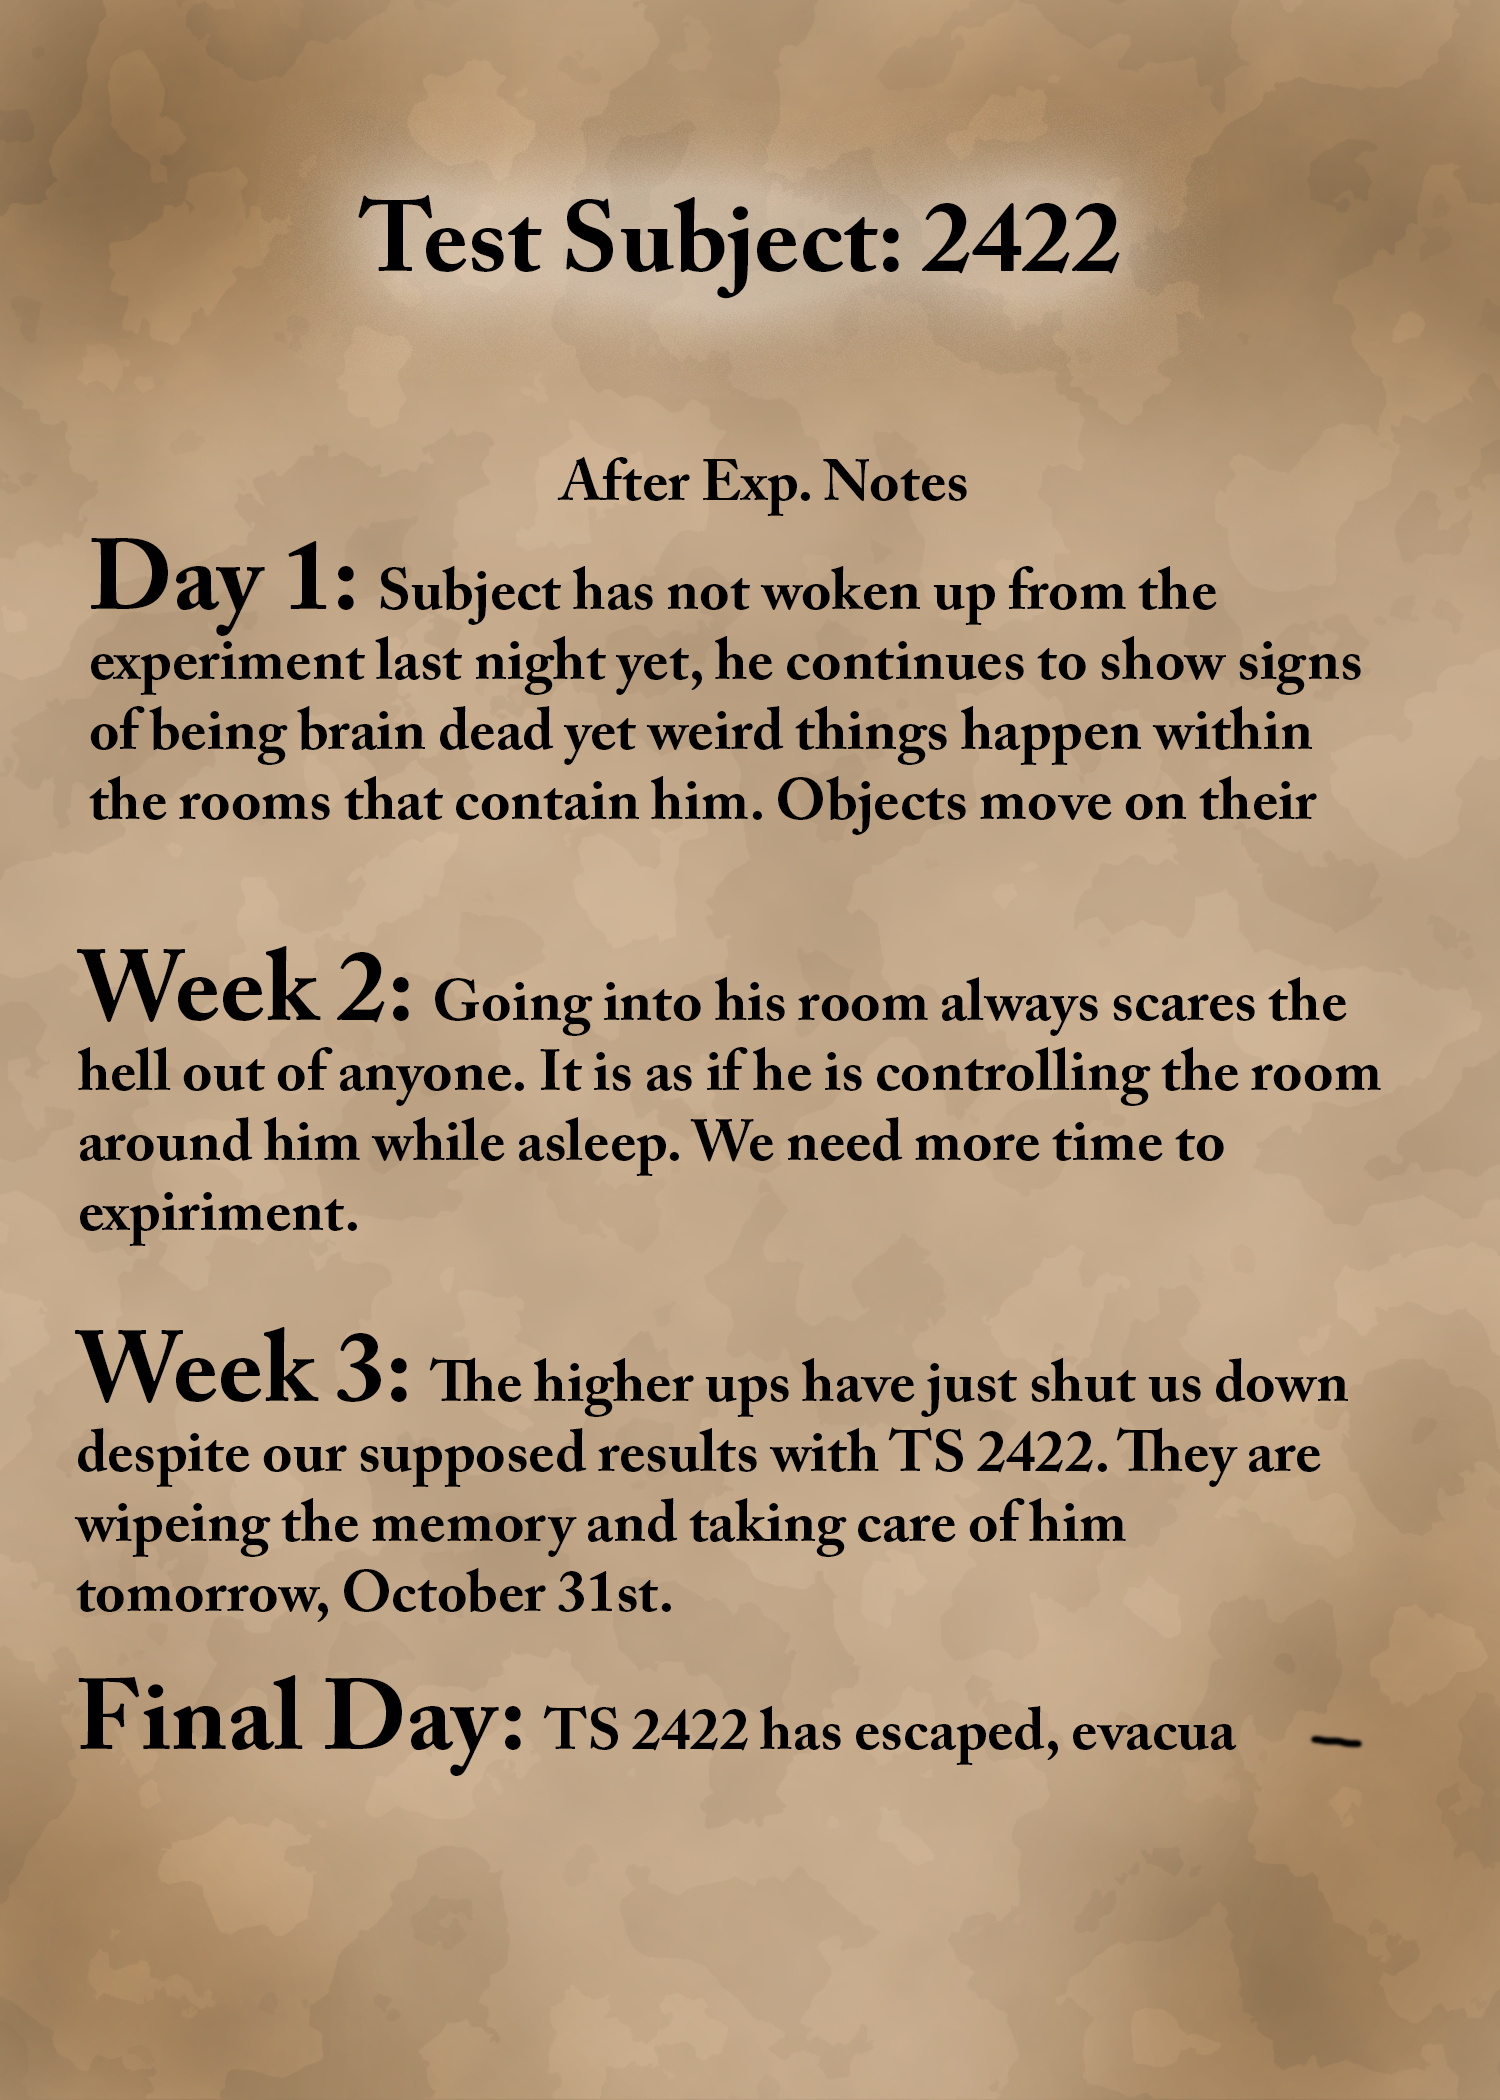 Test Subject: 2422
After Exp. Notes
Day 1: Subject has not woken up from the
experiment last night yet, he continues to show signs
of being brain dead yet weird things happen within
the rooms that contain him. Objects move on their
Week 2: Going into his room always scares the
hell out of anyone. It is as if he is controlling the room
around him while asleep. We need more time to
expiriment.
Week 3: The higher ups have just shut us down
despite our supposed results with TS 2422. They are
wipeing the memory and taking care of him
tomorrow, October 31st.
Final Day: TS 2422 has escaped, evacua